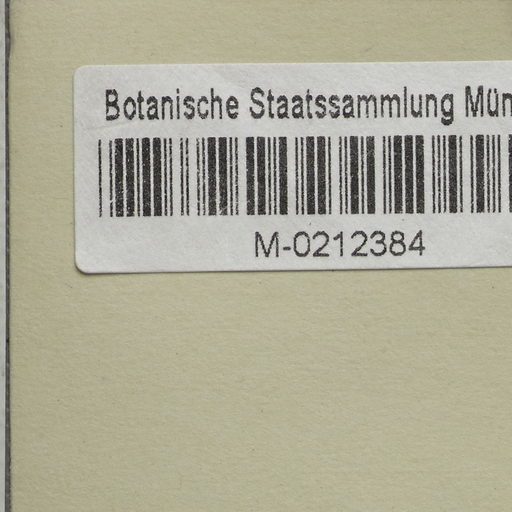 Botanische Staatssammlung Mün
M-0212384